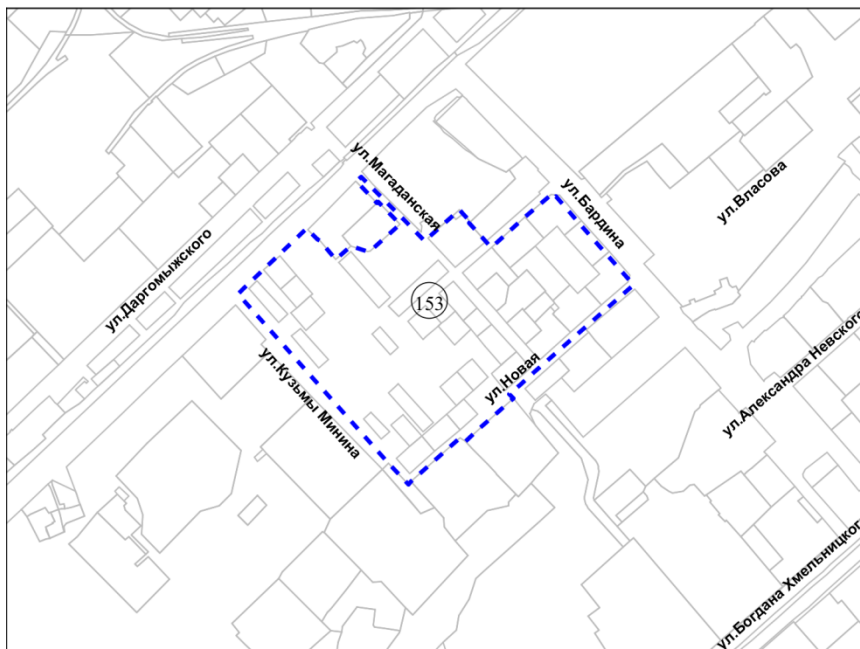 ул.Магаданская
ул.Бардина
ул.Власова
ул.Даргомыжского
153
ул.Александра Невского
ул.Новая
ул.Кузьмы Минина
ул.Богдана Хмельницкого